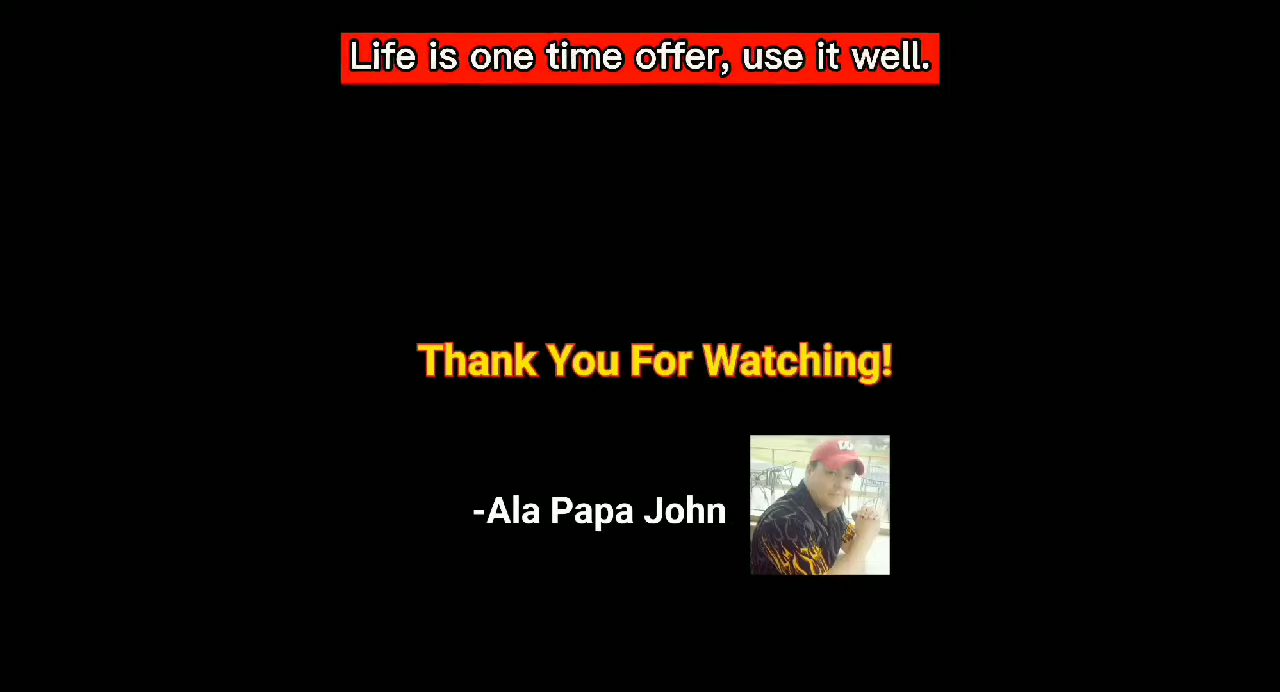 Life is one time offer, use it well.
Thank You For Watching!
-Ala Papa John
W